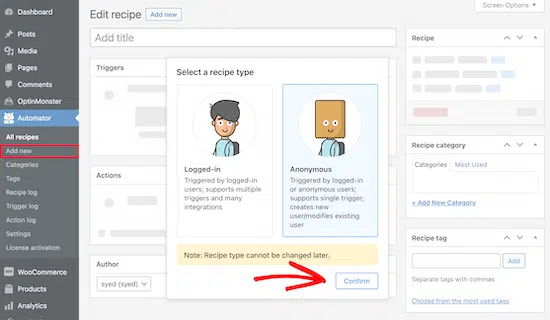 Dashboard
Posts
Media
Pages
Comments
OptinMonster
Automator
All recipes
Add new
Categories
Tags
Recipe log
Trigger log
Action log
Settings
License activation
WooCommerce
Products
Analytics
Screen Options
Edit recipe
Add new
Add title
Triggers
Actions
Author
syed (syed)
Select a recipe type
Logged-in
Triggered by logged-in
users; supports multiple
triggers and many
integrations
Anonymous
Triggered by logged-in
or anonymous users;
supports single trigger;
creates new
user/modifies existing
user
Note: Recipe type cannot be changed later.
Confirm
Recipe
Recipe category
Categories
Most Used
+ Add New Category
Recipe tag
Add
Separate tags with commas
Choose from the most used tags